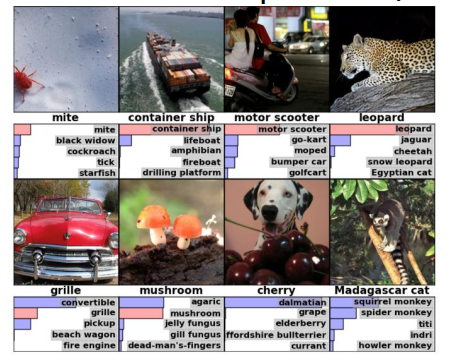 mite container ship motor scooter leopard
mite container ship motor scooter leopard
black widow lifeboat go-kart jaguar
cockroach amphibian moped cheetah
tick fireboat bumper car snow leopard
starfish drilling platform golfcart Egyptian cat
grille mushroom cherry Madagascar cat
convertible agaric dalmatian squirrel monkey
grille mushroom grape spider monkey
pickup jelly fungus elderberry titi
beach wagon gill fungus ffordshire bullterrier indri
fire engine dead-man's-fingers currant howler monkey